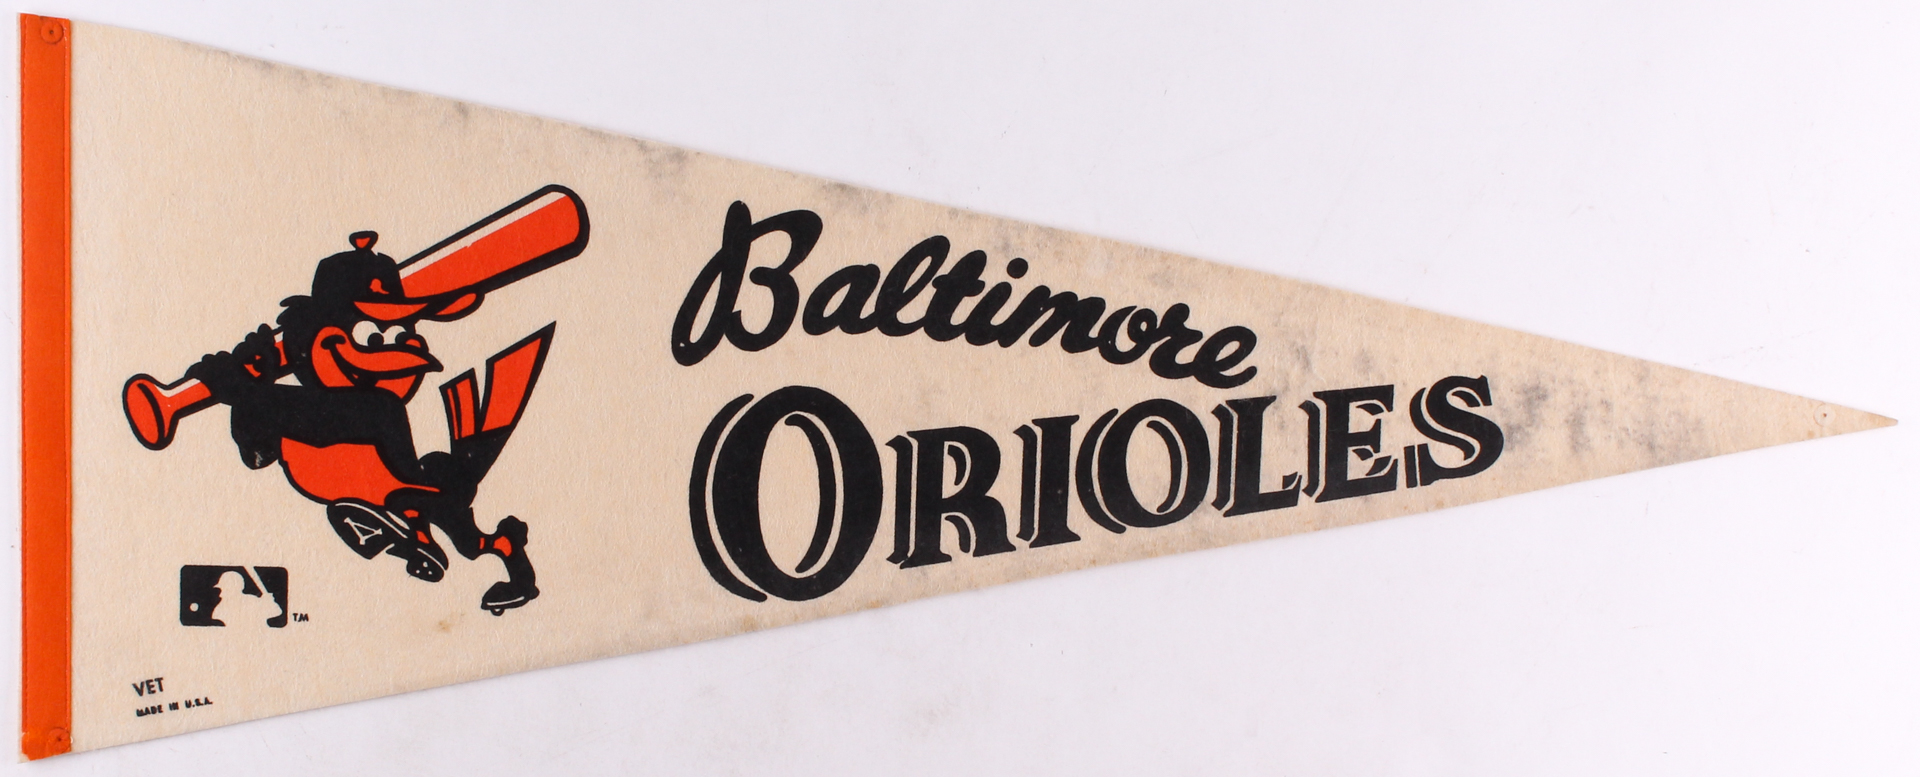 Baltimore
ORIOLES
TM
VET
MADE IN U.S.A.